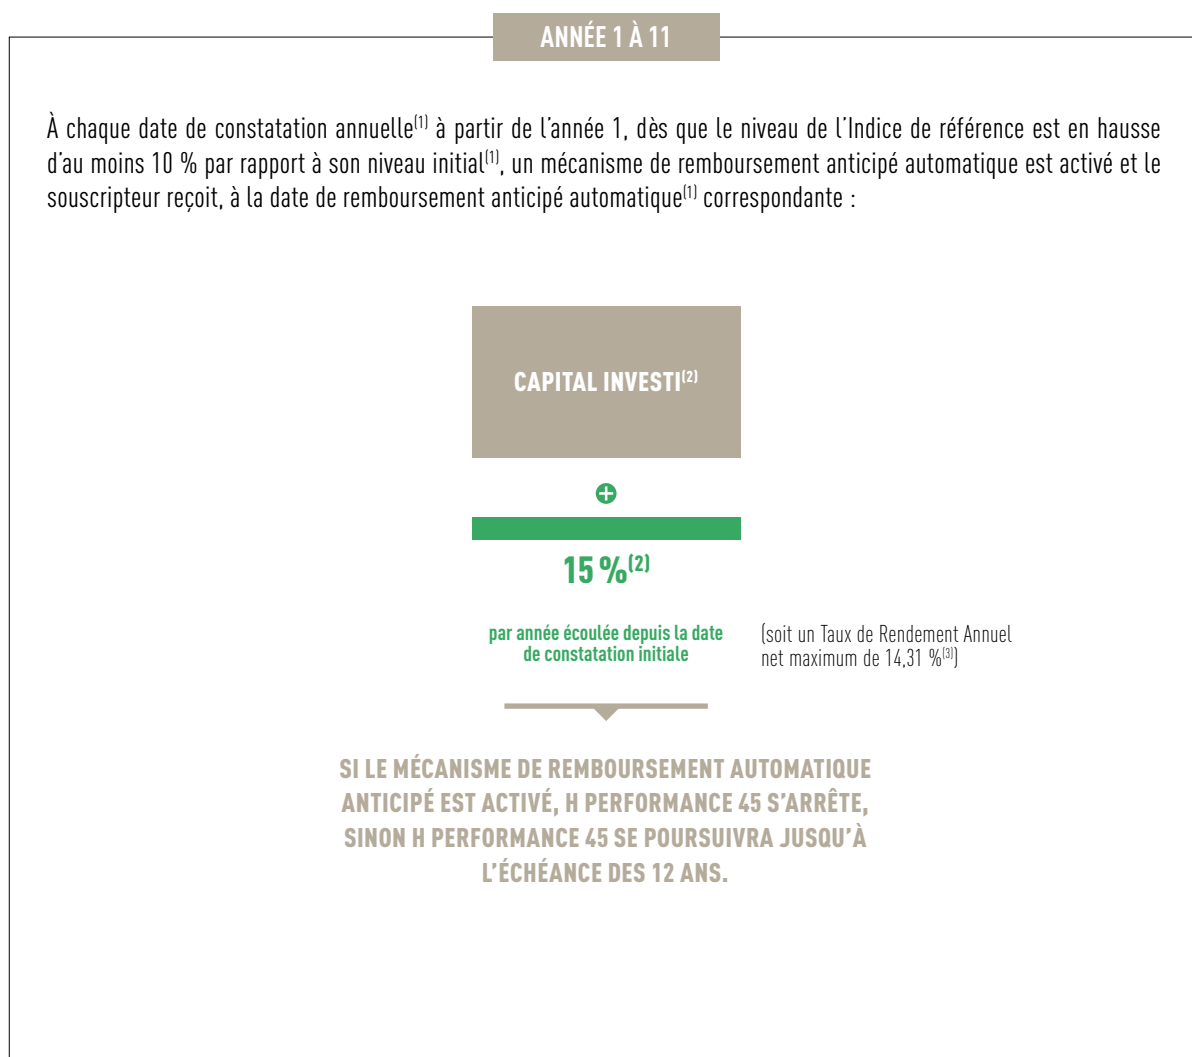 ANNÉE 1 À 11
À chaque date de constatation annuelle(1) à partir de l’année 1, dès que le niveau de l’Indice de référence est en hausse
d’au moins 10 % par rapport à son niveau initial(1), un mécanisme de remboursement anticipé automatique est activé et le
souscripteur reçoit, à la date de remboursement anticipé automatique(1) correspondante :
CAPITAL INVESTI(2)
+
15 %(2)
par année écoulée depuis la date
de constatation initiale
(soit un Taux de Rendement Annuel
net maximum de 14,31 %(3))
SI LE MÉCANISME DE REMBOURSEMENT AUTOMATIQUE
ANTICIPÉ EST ACTIVÉ, H PERFORMANCE 45 S’ARRÊTE,
SINON H PERFORMANCE 45 SE POURSUIVRA JUSQU’À
L’ÉCHÉANCE DES 12 ANS.